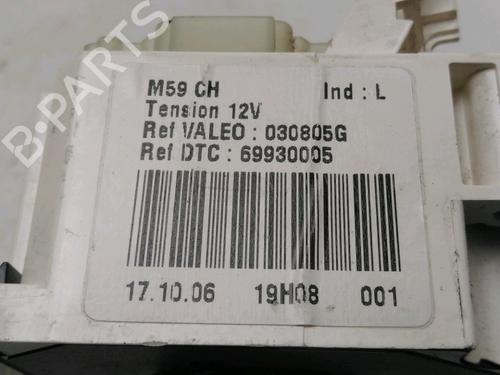 M59 CH Ind : L
Tension 12V
Ref VALEO : 030805G
Ref DTC : 69930005
17.10.06 19H08 001
B-PARTS